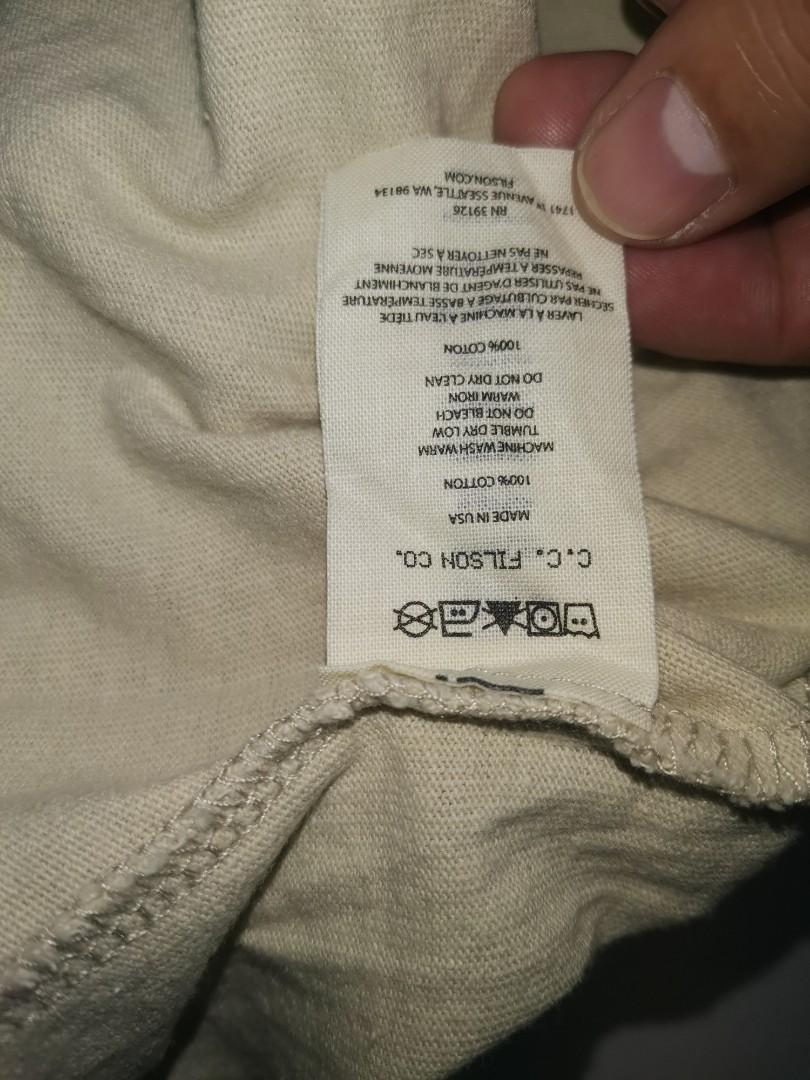 C.C. FILSON CO.
MADE IN USA
100% COTTON
MACHINE WASH WARM
TUMBLE DRY LOW
DO NOT BLEACH
WARM IRON
DO NOT DRY CLEAN
100% COTON
LAVER À LA MACHINE À L'EAU TIÈDE
SÉCHER PAR CULBUTAGE À BASSE TEMPÉRATURE
NE PAS UTILISER D'AGENT DE BLANCHIMENT
REPASSER À TEMPÉRATURE MOYENNE
NE PAS NETTOYER À SEC
RN 39126
1741 1st AVENUE SSEATTLE, WA 98134
FILSON.COM